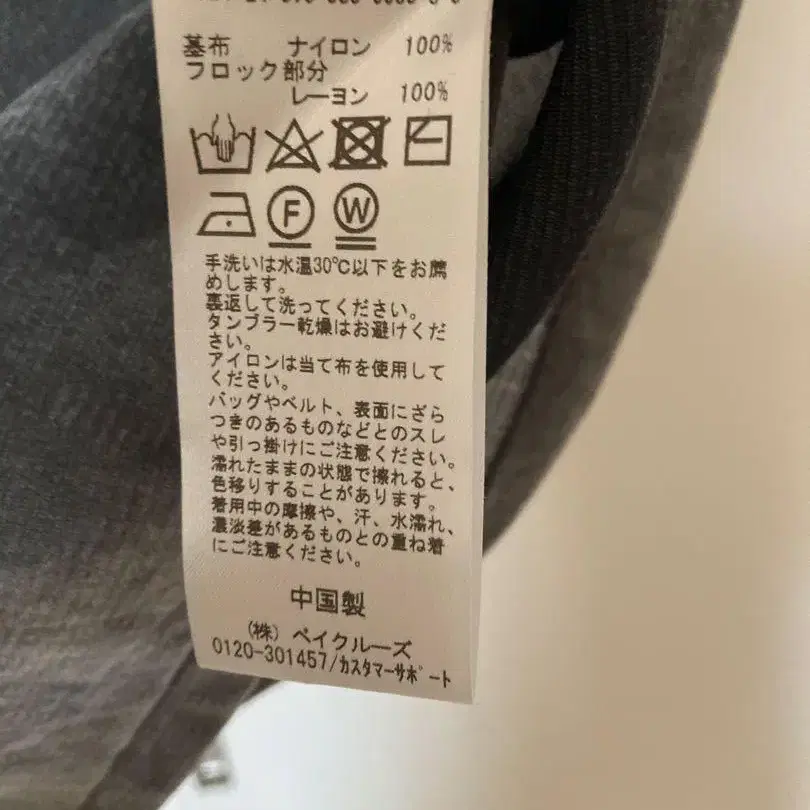 基布 ナイロン 100%
フロック部分
レーヨン 100%
F W
手洗いは水温30℃以下をお薦
めします。
裏返して洗ってください。
タンブラー乾燥はお避けくだ
さい。
アイロンは当て布を使用して
ください。
バッグやベルト、表面にざら
つきのあるものなどとのスレ
や引っ掛けにご注意ください。
濡れたままの状態で擦れると、
色移りすることがあります。
着用中の摩擦や、汗、水濡れ、
濃淡差があるものとの重ね着
にご注意ください。
中国製
(株) ベイクルーズ
0120-301457/カスタマーサポート